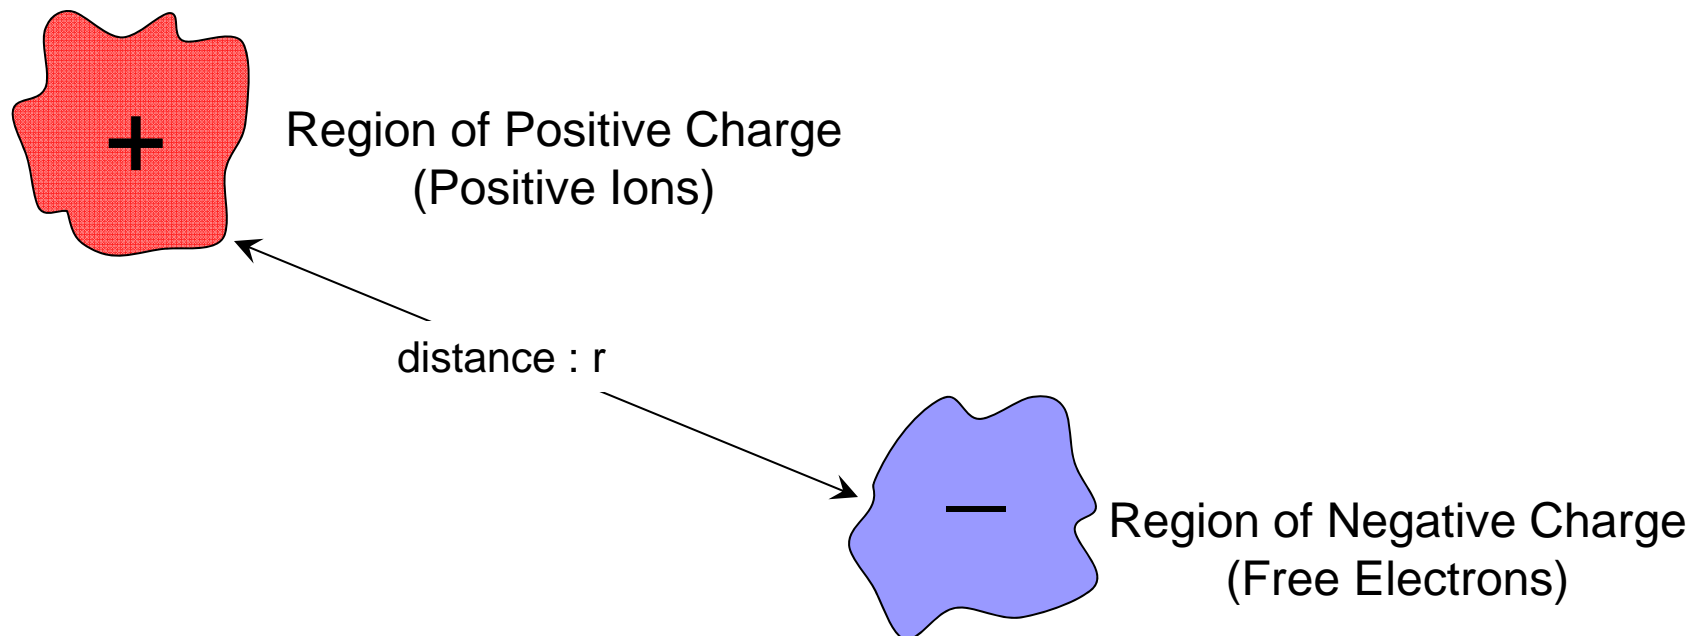 +
Region of Positive Charge
(Positive Ions)
distance : r
—
Region of Negative Charge
(Free Electrons)